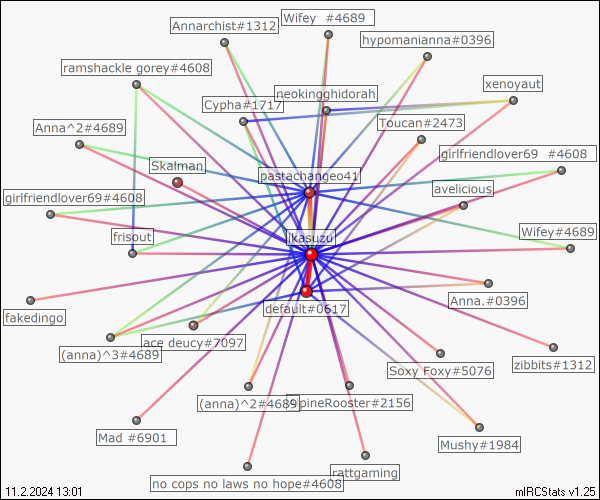 Wifey  #4689
Annarchist#1312
hypomanianna#0396
ramshackle gorey#4608
xenoyaut
neokingghidorah
Cypha#1717
Toucan#2473
Anna^2#4689
girlfriendlover69  #4608
Skalman
pastachangeo41
avelicious
girlfriendlover69#4608
Wifey#4689
frisout
ikasuzu
Anna.#0396
default#0617
fakedingo
ace deucy#7097
(anna)^3#4689
zibbits#1312
Soxy Foxy#5076
(anna)^2#4689
pineRooster#2156
Mad #6901
Mushy#1984
rattgaming
no cops no laws no hope#4608
11.2.2024 13:01
mIRCStats v1.25